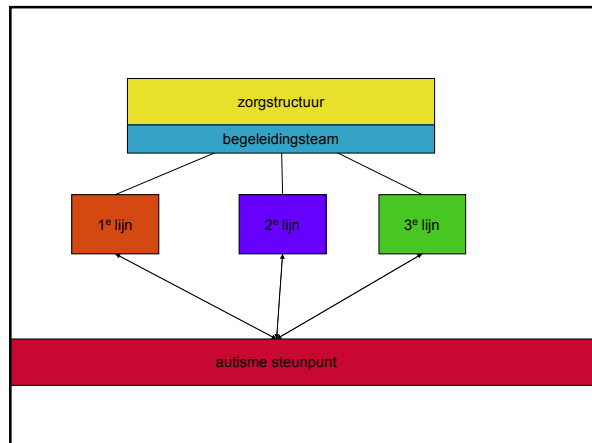 zorgstructuur
begeleidingsteam
1e lijn
2e lijn
3e lijn
autisme steunpunt